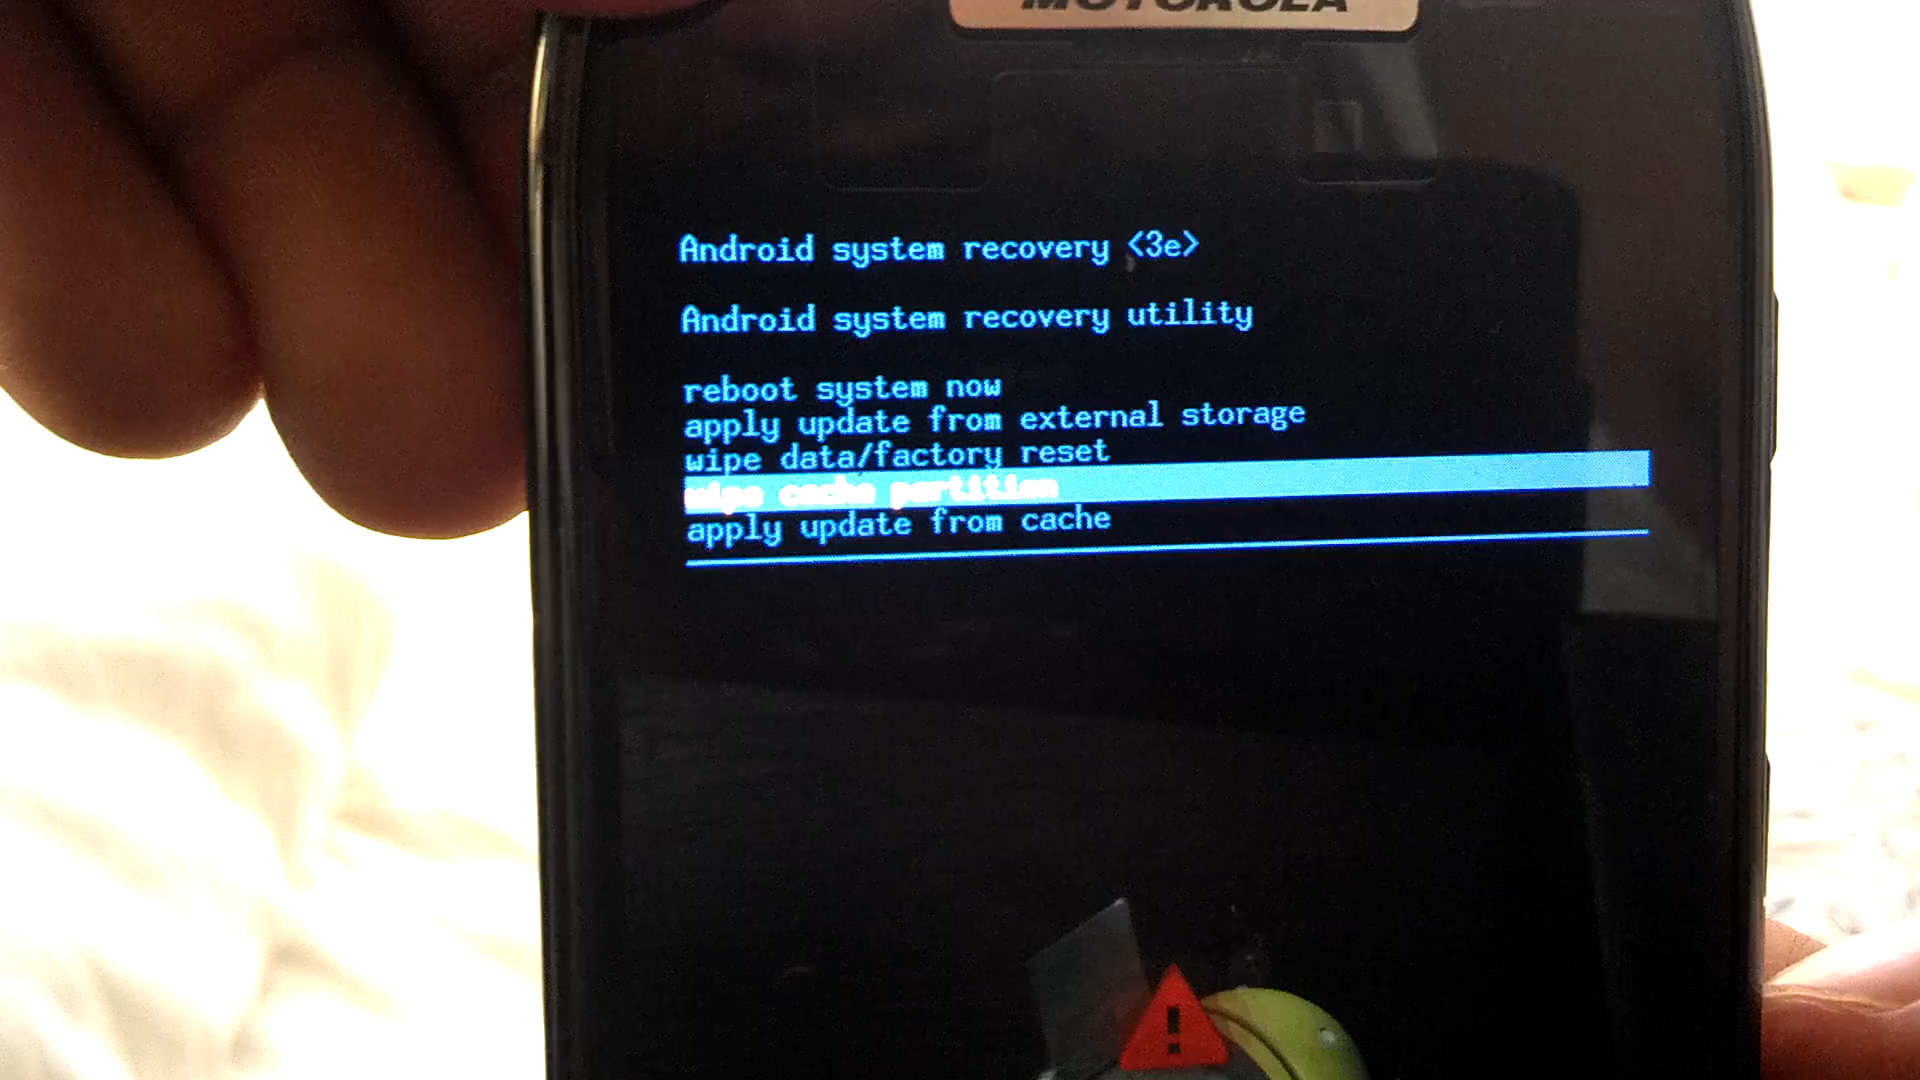 MOTOROLA
Android system recovery <3e>
Android system recovery utility
reboot system now
apply update from external storage
wipe data/factory reset
wipe cache partition
apply update from cache
!